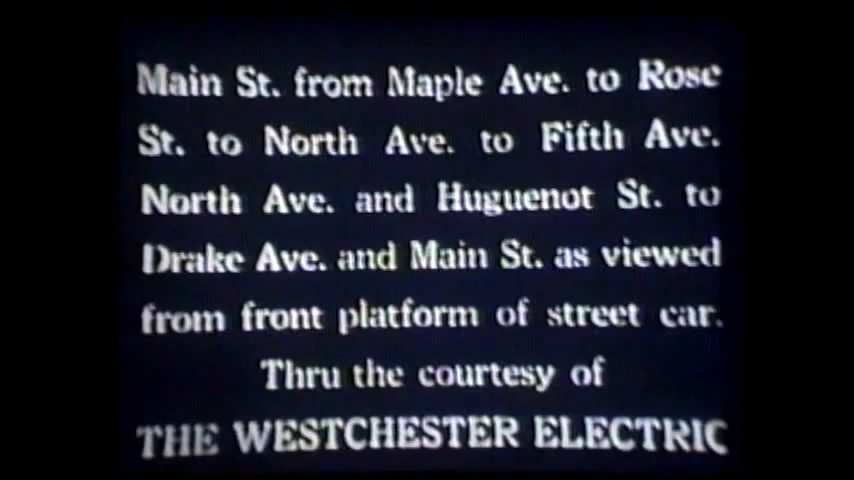 Main St. from Maple Ave. to Rose
St. to North Ave. to Fifth Ave.
North Ave. and Huguenot St. to
Drake Ave. and Main St. as viewed
from front platform of street car.
Thru the courtesy of
THE WESTCHESTER ELECTRIC